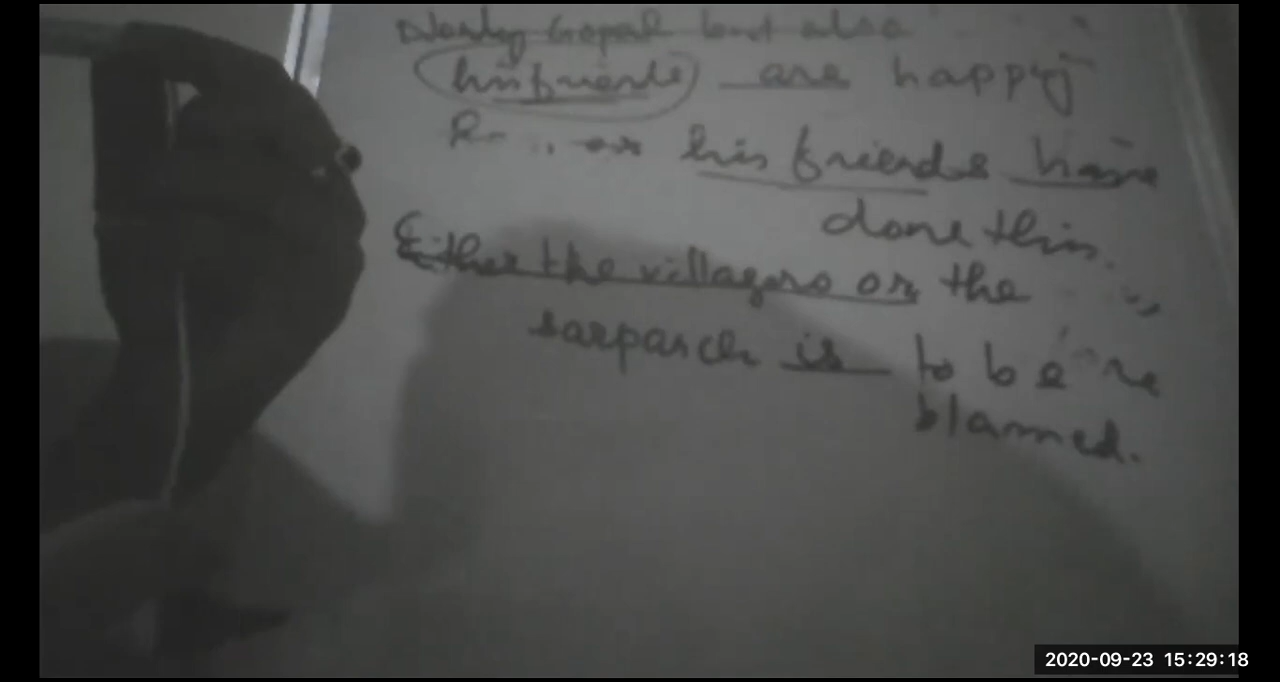 but also
his friends are happy
his friends have
done this.
Either the villagers or the
sarpanch is to be
blamed.
2020-09-23 15:29:18